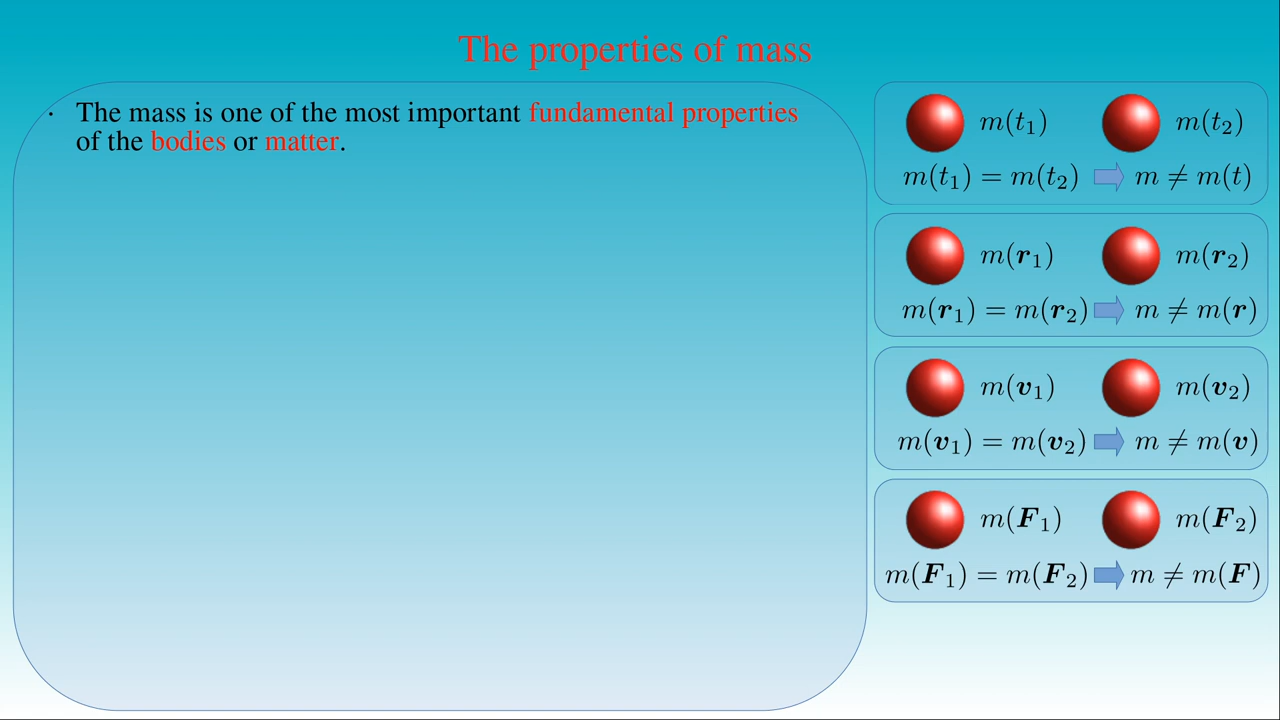 The properties of mass
· The mass is one of the most important fundamental properties
of the bodies or matter.
m(t₁) m(t₂)
m(t₁) = m(t₂) m ≠ m(t)
m(r₁) m(r₂)
m(r₁) = m(r₂) m ≠ m(r)
m(v₁) m(v₂)
m(v₁) = m(v₂) m ≠ m(v)
m(F₁) m(F₂)
m(F₁) = m(F₂) m ≠ m(F)